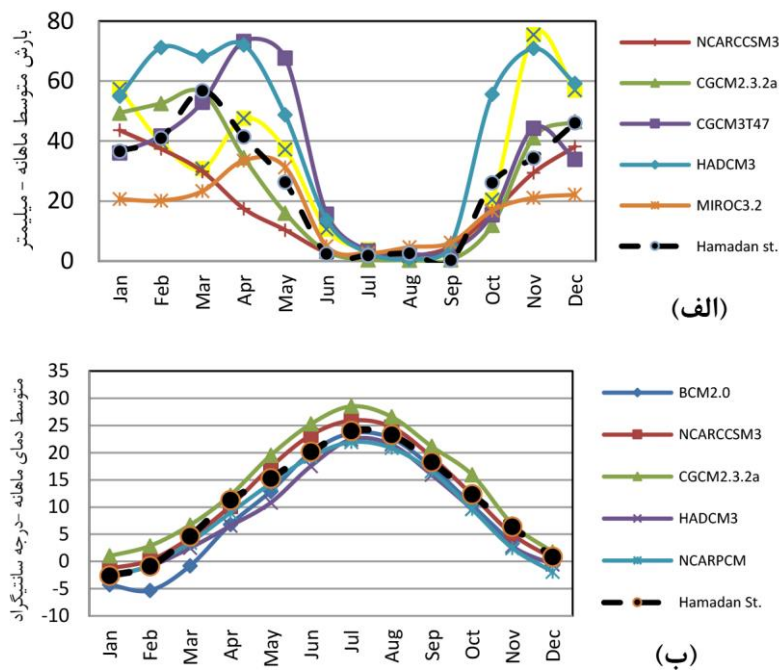 بارش متوسط ماهانه - میلیمتر
80
60
40
20
0
Jan Feb Mar Apr May Jun Jul Aug Sep Oct Nov Dec
NCARCCSM3
CGCM2.3.2a
CGCM3T47
HADCM3
MIROC3.2
Hamadan st.
(الف)
متوسط دمای ماهانه -درجه سانتیگراد
35
30
25
20
15
10
5
0
-5
-10
Jan Feb Mar Apr May Jun Jul Aug Sep Oct Nov Dec
BCM2.0
NCARCCSM3
CGCM2.3.2a
HADCM3
NCARPCM
Hamadan St.
(ب)